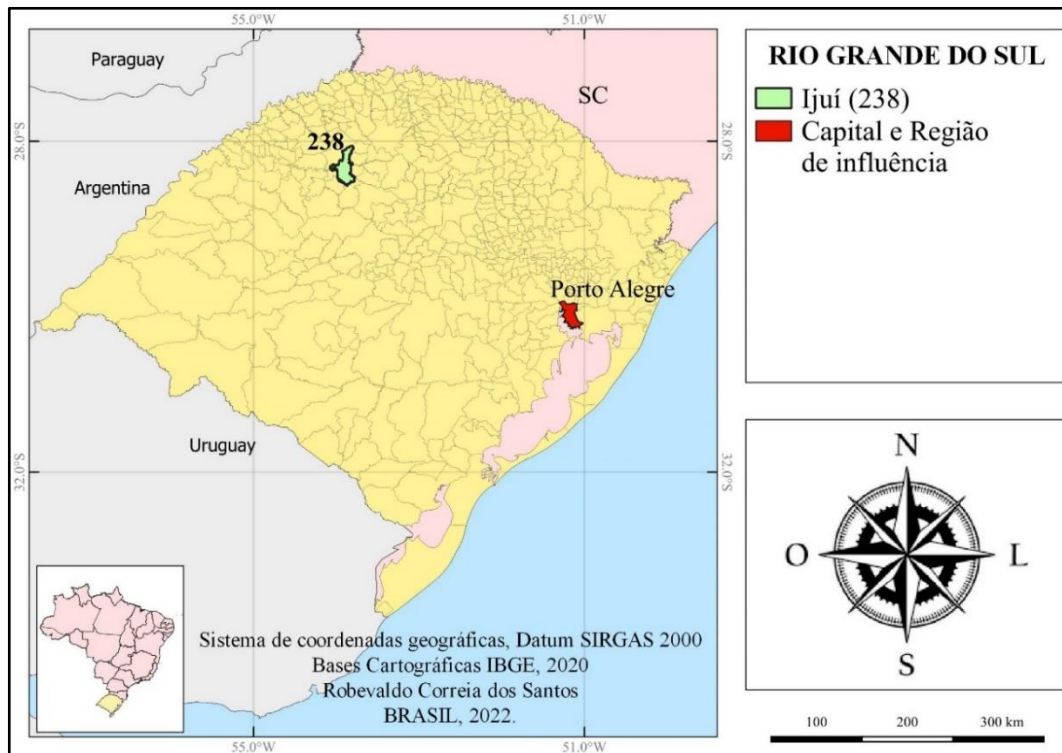 55.0°W
51.0°W
Paraguay
SC
28.0°S
28.0°S
238
Argentina
Porto Alegre
Uruguay
32.0°S
32.0°S
Sistema de coordenadas geográficas, Datum SIRGAS 2000
Bases Cartográficas IBGE, 2020
Robevaldo Correia dos Santos
BRASIL, 2022.
55.0°W
51.0°W
RIO GRANDE DO SUL
Ijuí (238)
Capital e Região
de influência
N
O
L
S
100 200 300 km